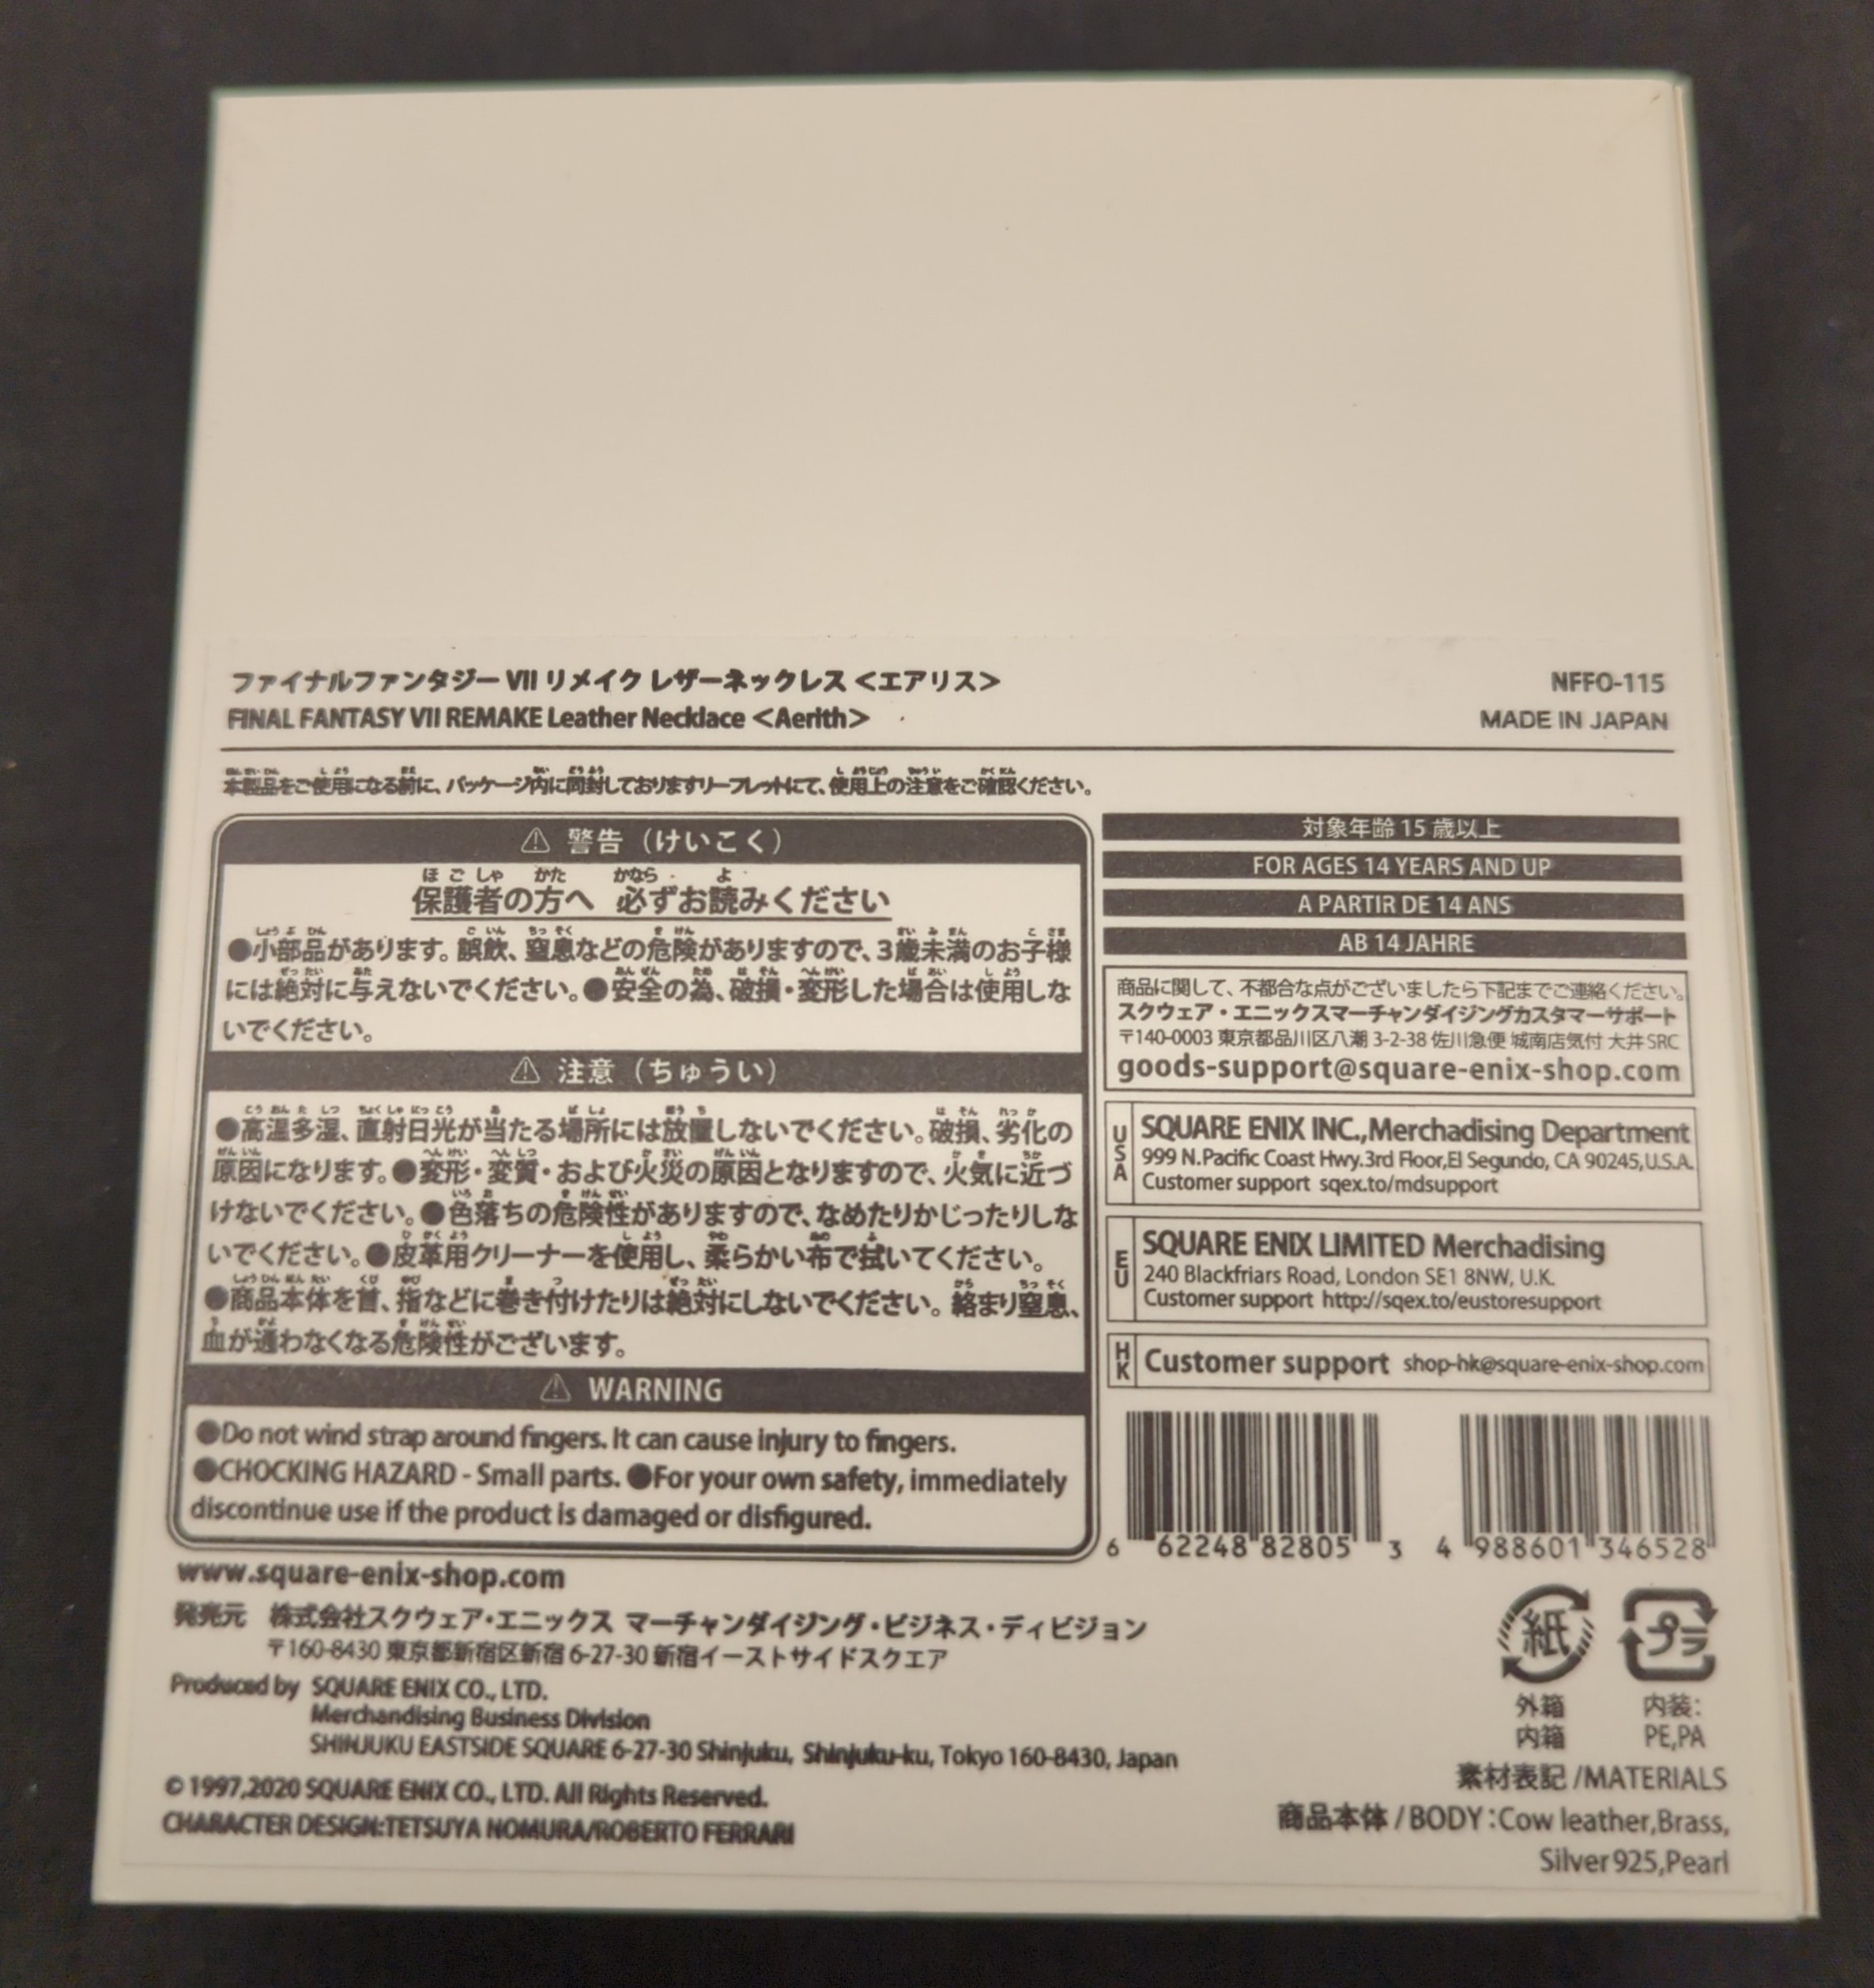 ファイナルファンタジー VII リメイク レザーネックレス <エアリス>
FINAL FANTASY VII REMAKE Leather Necklace <Aerith>
NFFO-115
MADE IN JAPAN
本製品をご使用になる前に、パッケージ内に同封しておりますリーフレットにて、使用上の注意をご確認ください。
⚠ 警告（けいこく）
保護者の方へ 必ずお読みください
●小部品があります。誤飲、窒息などの危険がありますので、3歳未満のお子様
には絶対に与えないでください。●安全の為、破損・変形した場合は使用しな
いでください。
⚠ 注意（ちゅうい）
●高温多湿、直射日光が当たる場所には放置しないでください。破損、劣化の
原因になります。●変形・変質・および火災の原因となりますので、火気に近づ
けないでください。●色落ちの危険性がありますので、なめたりかじったりしな
いでください。●皮革用クリーナーを使用し、柔らかい布で拭いてください。
●商品本体を首、指などに巻き付けたりは絶対にしないでください。絡まり窒息、
血が通わなくなる危険性がございます。
⚠ WARNING
●Do not wind strap around fingers. It can cause injury to fingers.
●CHOCKING HAZARD - Small parts. ●For your own safety, immediately
discontinue use if the product is damaged or disfigured.
対象年齢 15 歳以上
FOR AGES 14 YEARS AND UP
A PARTIR DE 14 ANS
AB 14 JAHRE
商品に関して、不都合な点がございましたら下記までご連絡ください。
スクウェア・エニックスマーチャンダイジングカスタマーサポート
〒140-0003 東京都品川区八潮 3-2-38 佐川急便 城南店気付 大井 SRC
goods-support@square-enix-shop.com
USA
SQUARE ENIX INC.,Merchadising Department
999 N.Pacific Coast Hwy.3rd Floor,El Segundo, CA 90245,U.S.A.
Customer support sqex.to/mdsupport
EU
SQUARE ENIX LIMITED Merchadising
240 Blackfriars Road, London SE1 8NW, U.K.
Customer support http://sqex.to/eustoresupport
HK
Customer support shop-hk@square-enix-shop.com
6 62248 82805 3
4 988601 346528
www.square-enix-shop.com
発売元 株式会社スクウェア・エニックス マーチャンダイジング・ビジネス・ディビジョン
〒160-8430 東京都新宿区新宿 6-27-30 新宿イーストサイドスクエア
Produced by SQUARE ENIX CO., LTD.
Merchandising Business Division
SHINJUKU EASTSIDE SQUARE 6-27-30 Shinjuku, Shinjuku-ku, Tokyo 160-8430, Japan
© 1997,2020 SQUARE ENIX CO., LTD. All Rights Reserved.
CHARACTER DESIGN:TETSUYA NOMURA/ROBERTO FERRARI
紙
外箱
内箱
プラ
内装:
PE,PA
素材表記 /MATERIALS
商品本体 / BODY : Cow leather,Brass,
Silver925,Pearl